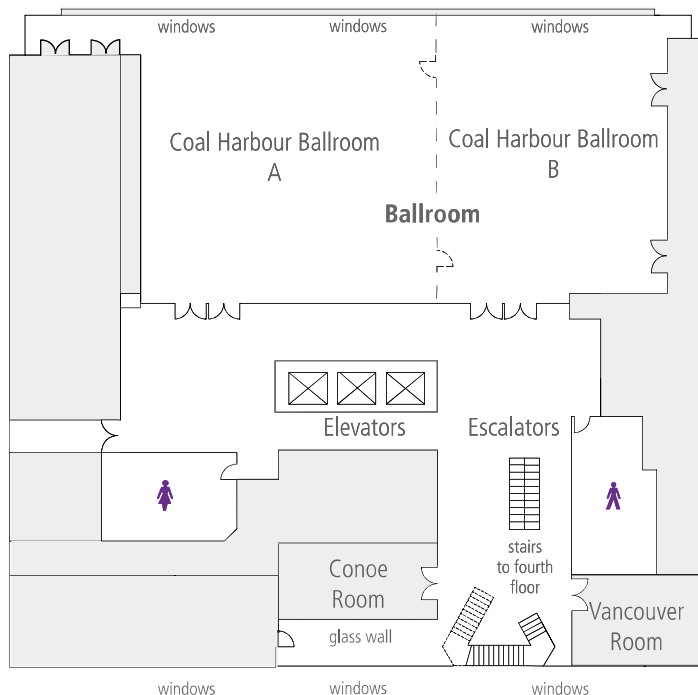 windows
windows
windows
Coal Harbour Ballroom
A
Coal Harbour Ballroom
B
Ballroom
Elevators
Escalators
stairs
to fourth
floor
Conoe
Room
glass wall
Vancouver
Room
windows
windows
windows